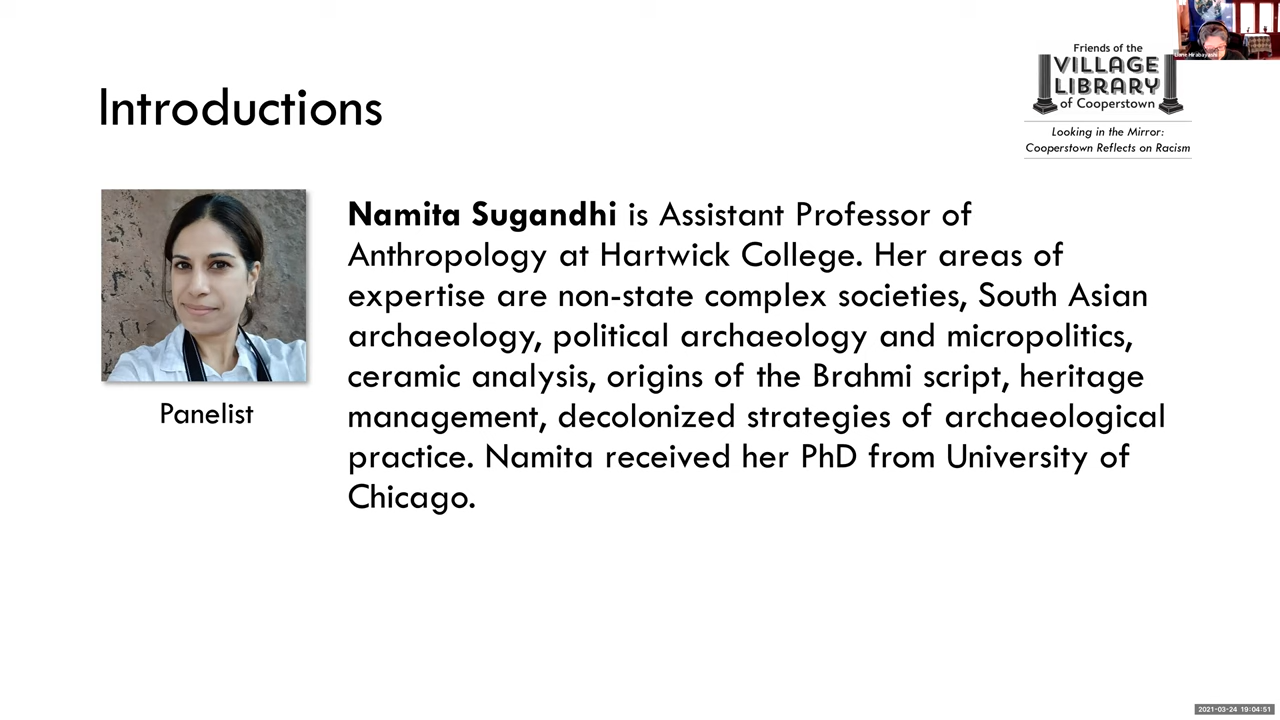 Introductions
Friends of the
VILLAGE
LIBRARY
of Cooperstown
Looking in the Mirror:
Cooperstown Reflects on Racism
Namita Sugandhi is Assistant Professor of
Anthropology at Hartwick College. Her areas of
expertise are non-state complex societies, South Asian
archaeology, political archaeology and micropolitics,
ceramic analysis, origins of the Brahmi script, heritage
management, decolonized strategies of archaeological
practice. Namita received her PhD from University of
Chicago.
Panelist
2021-03-24 19:04:51